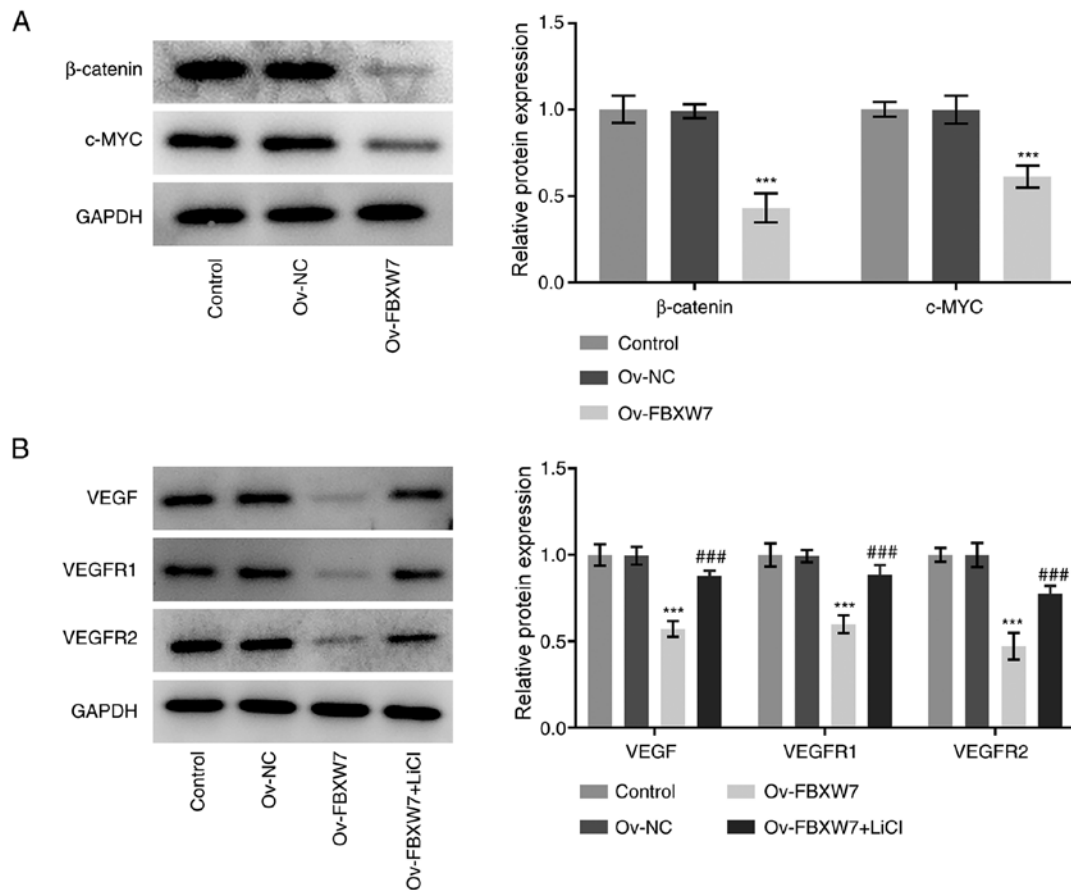 A
β-catenin
c-MYC
GAPDH
Control
Ov-NC
Ov-FBXW7
Relative protein expression
1.5
1.0
0.5
0.0
***
***
β-catenin
c-MYC
Control
Ov-NC
Ov-FBXW7
B
VEGF
VEGFR1
VEGFR2
GAPDH
Control
Ov-NC
Ov-FBXW7
Ov-FBXW7+LiCl
Relative protein expression
1.5
1.0
0.5
0.0
***
###
***
###
***
###
VEGF
VEGFR1
VEGFR2
Control
Ov-NC
Ov-FBXW7
Ov-FBXW7+LiCl